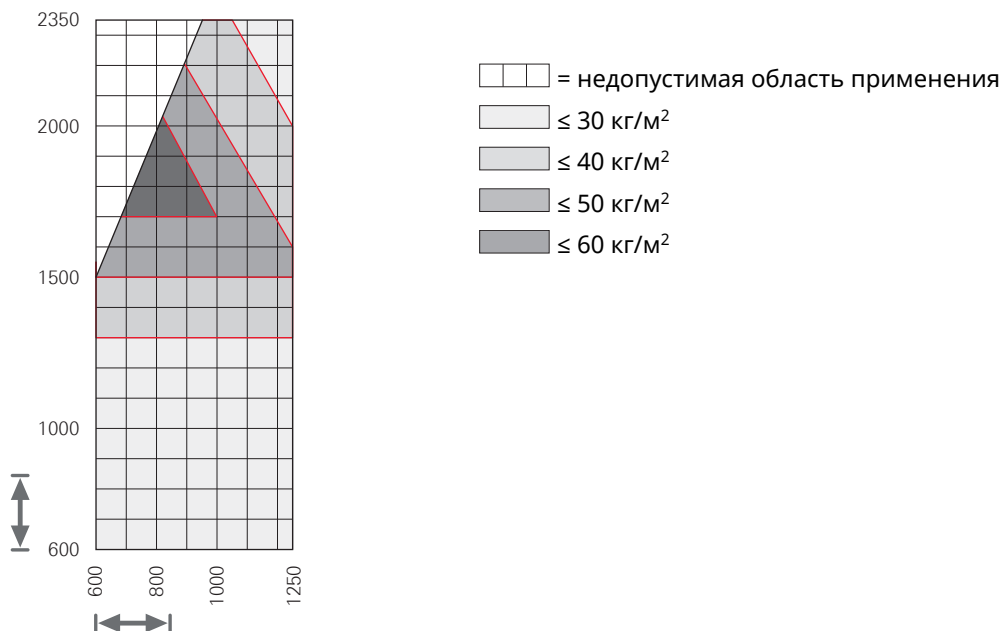 2350
2000
1500
1000
600
600
800
1000
1250
= недопустимая область применения
≤ 30 кг/м²
≤ 40 кг/м²
≤ 50 кг/м²
≤ 60 кг/м²